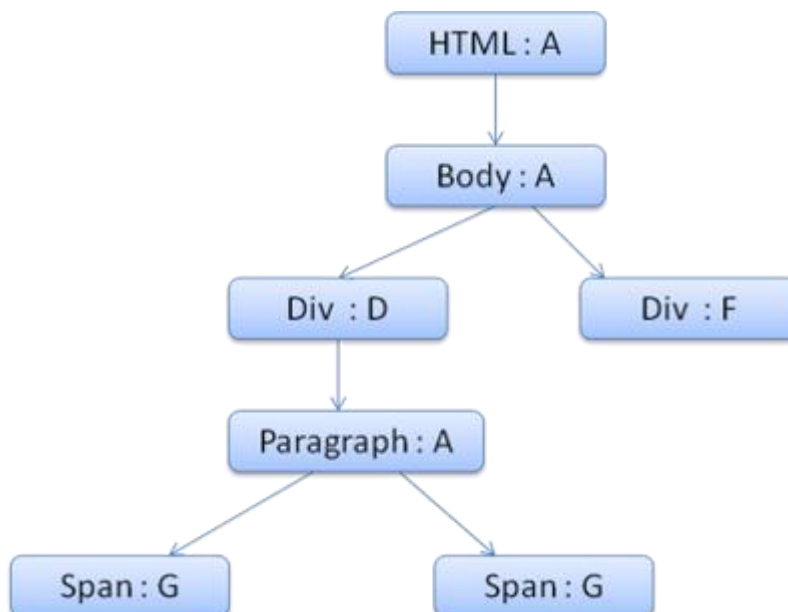 HTML : A
Body : A
Div : D
Div : F
Paragraph : A
Span : G
Span : G